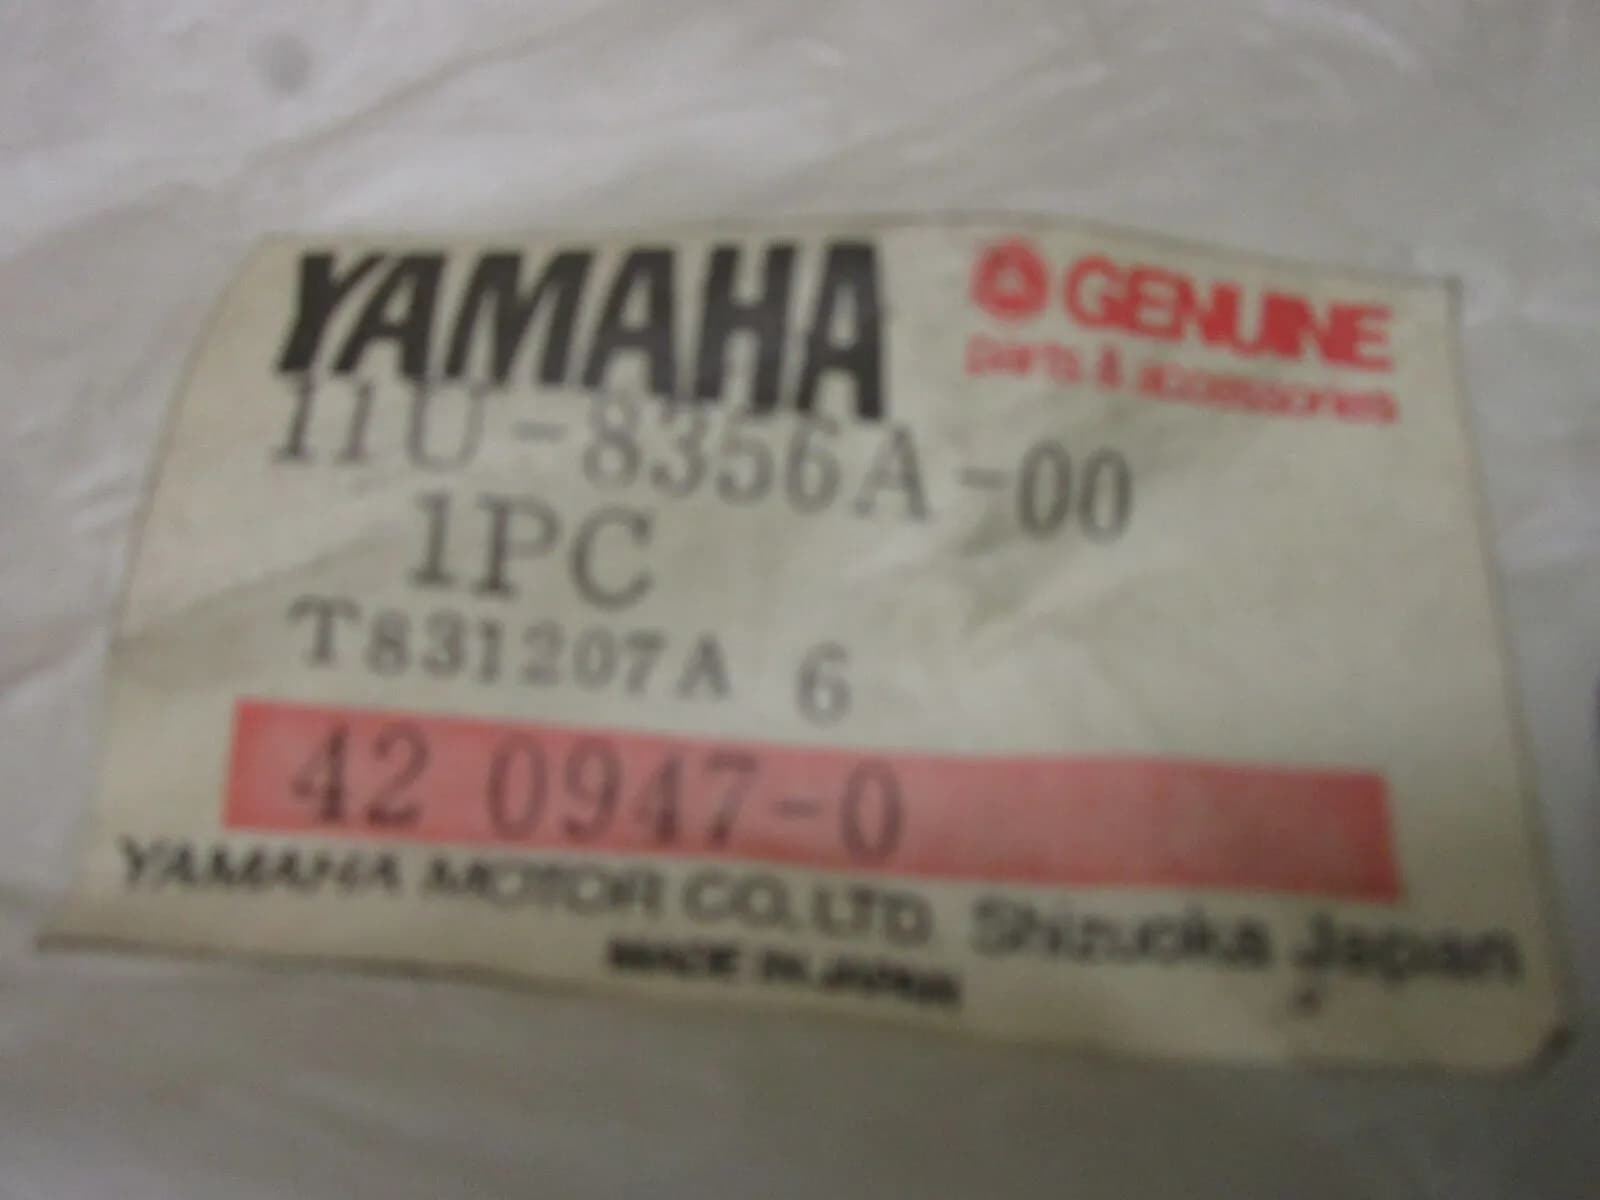 YAMAHA
GENUINE
parts & accessories
11U-8356A-00
1PC
T831207A 6
42 0947-0
YAMAHA MOTOR CO. LTD. Shizuoka Japan
MADE IN JAPAN